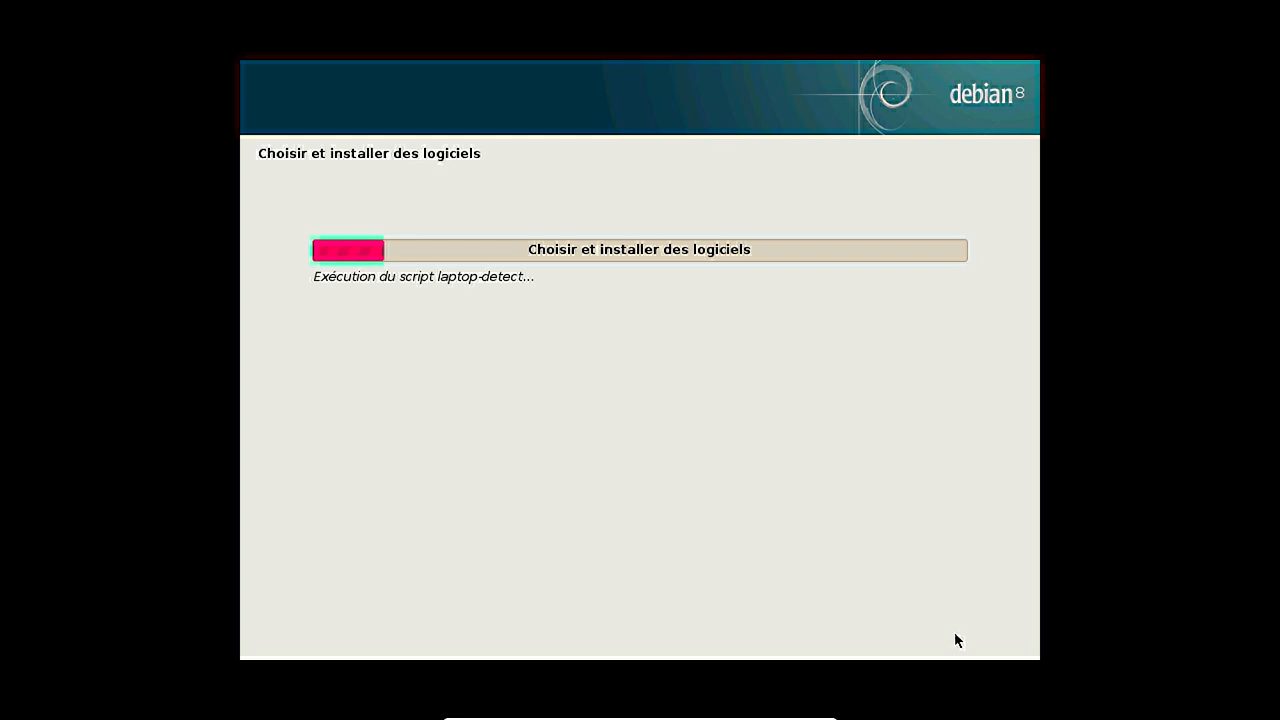 debian 8
Choisir et installer des logiciels
Choisir et installer des logiciels
Exécution du script laptop-detect...